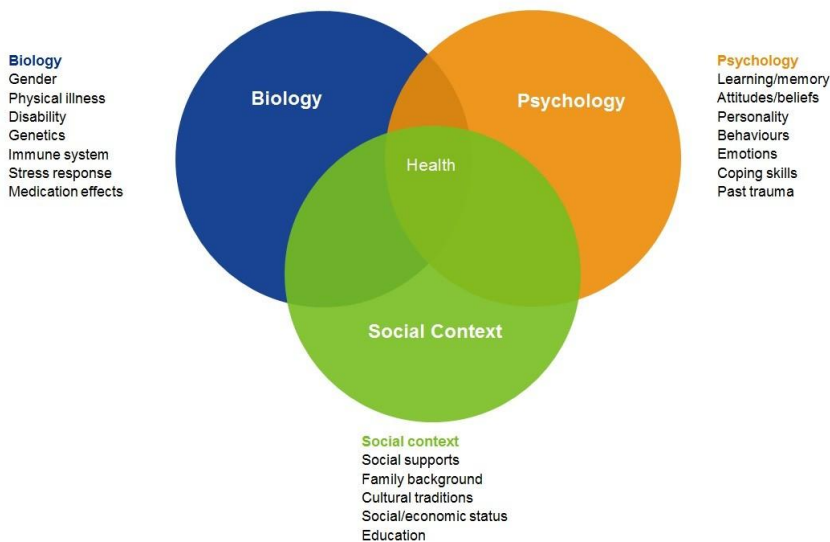 Biology
Gender
Physical illness
Disability
Genetics
Immune system
Stress response
Medication effects
Biology
Psychology
Health
Social Context
Psychology
Learning/memory
Attitudes/beliefs
Personality
Behaviours
Emotions
Coping skills
Past trauma
Social context
Social supports
Family background
Cultural traditions
Social/economic status
Education